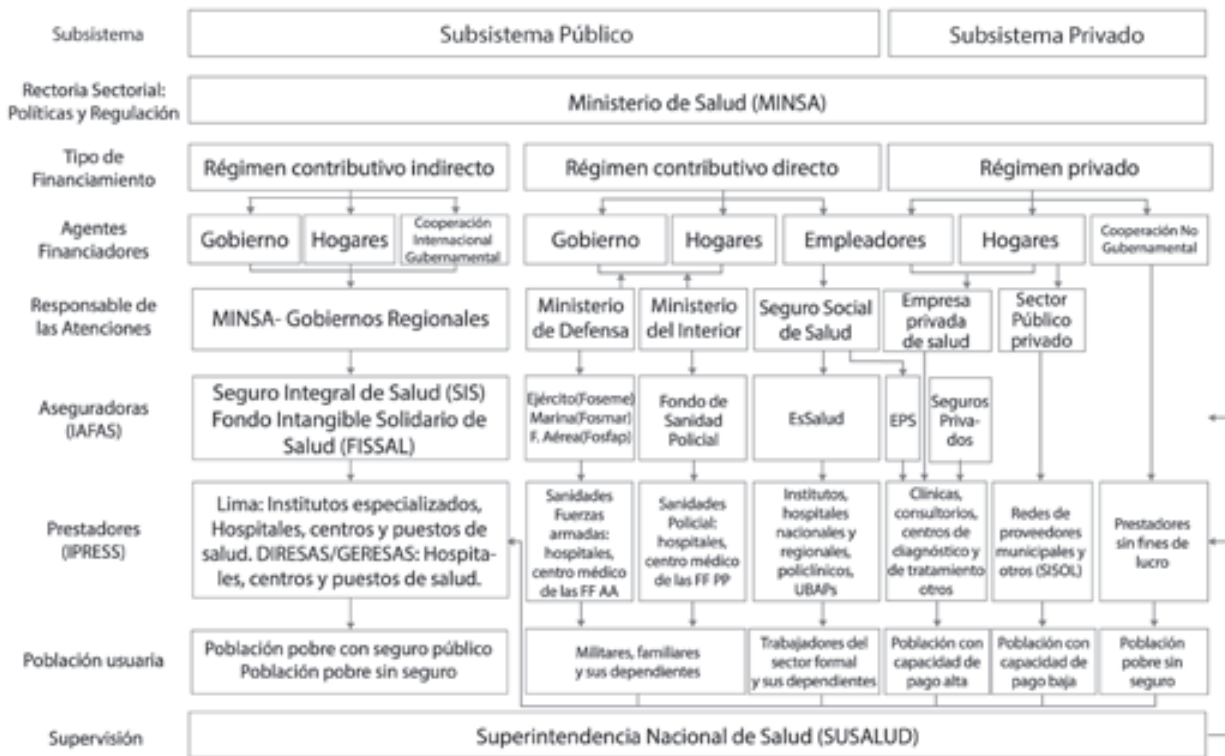 Subsistema
Subsistema Público
Subsistema Privado
Rectoria Sectorial:
Políticas y Regulación
Ministerio de Salud (MINSA)
Tipo de
Financiamiento
Régimen contributivo indirecto
Régimen contributivo directo
Régimen privado
Agentes
Financiadores
Gobierno
Hogares
Cooperación
Internacional
Gubernamental
Gobierno
Hogares
Empleadores
Hogares
Cooperación No
Gubernamental
Responsable de
las Atenciones
MINSA- Gobiernos Regionales
Ministerio
de Defensa
Ministerio
del Interior
Seguro Social
de Salud
Empresa
privada
de salud
Sector
Público
privado
Aseguradoras
(IAFAS)
Seguro Integral de Salud (SIS)
Fondo Intangible Solidario de
Salud (FISSAL)
Ejército(Foseme)
Marina(Fosmar)
F. Aérea(Fosfap)
Fondo de
Sanidad
Policial
EsSalud
EPS
Seguros
Priva-
dos
Prestadores
(IPRESS)
Lima: Institutos especializados,
Hospitales, centros y puestos de
salud. DIRESAS/GERESAS: Hospita-
les, centros y puestos de salud.
Sanidades
Fuerzas
armadas:
hospitales,
centro médico
de las FF AA
Sanidades
Policial:
hospitales,
centro médico
de las FF PP
Institutos,
hospitales
nacionales y
regionales,
policlínicos,
UBAPs
Clínicas,
consultorios,
centros de
diagnóstico y
de tratamiento
otros
Redes de
proveedores
municipales y
otros (SISOL)
Prestadores
sin fines de
lucro
Población usuaria
Población pobre con seguro público
Población pobre sin seguro
Militares, familiares
y sus dependientes
Trabajadores del
sector formal
y sus dependientes
Población con
capacidad de
pago alta
Población con
capacidad de
pago baja
Población
pobre sin
seguro
Supervisión
Superintendencia Nacional de Salud (SUSALUD)